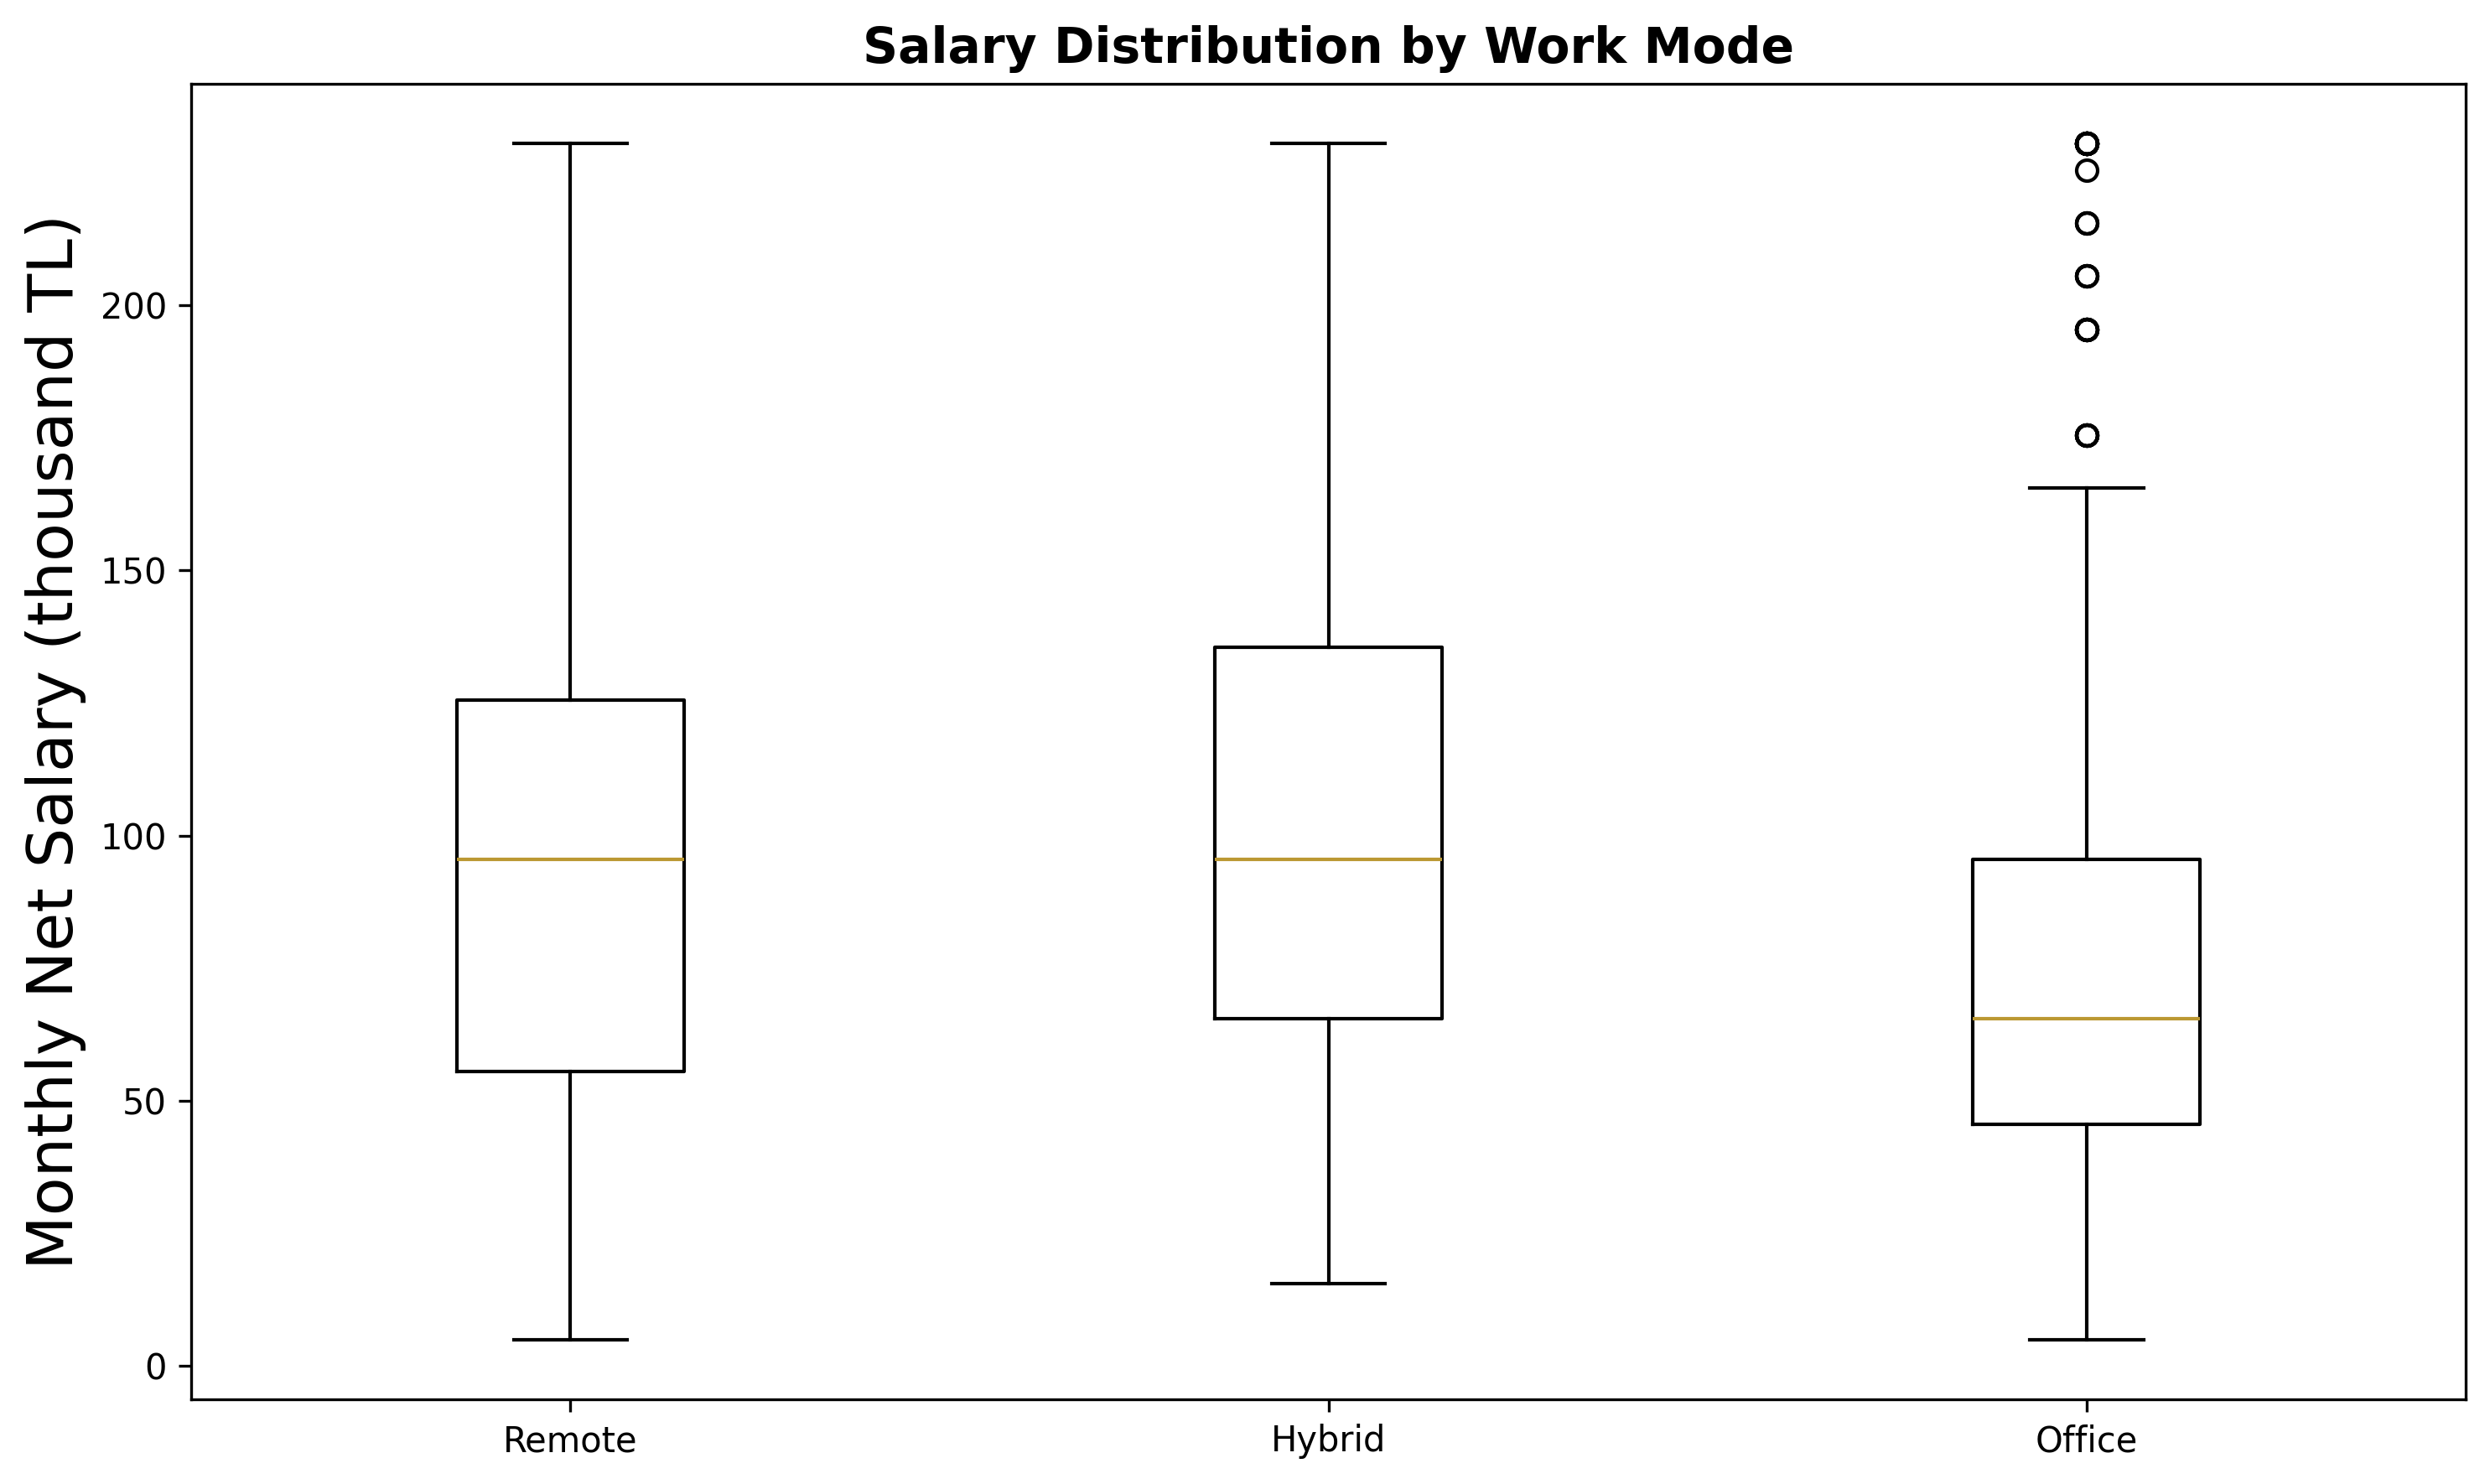 Salary Distribution by Work Mode
Monthly Net Salary (thousand TL)
200
150
100
50
0
Remote
Hybrid
Office